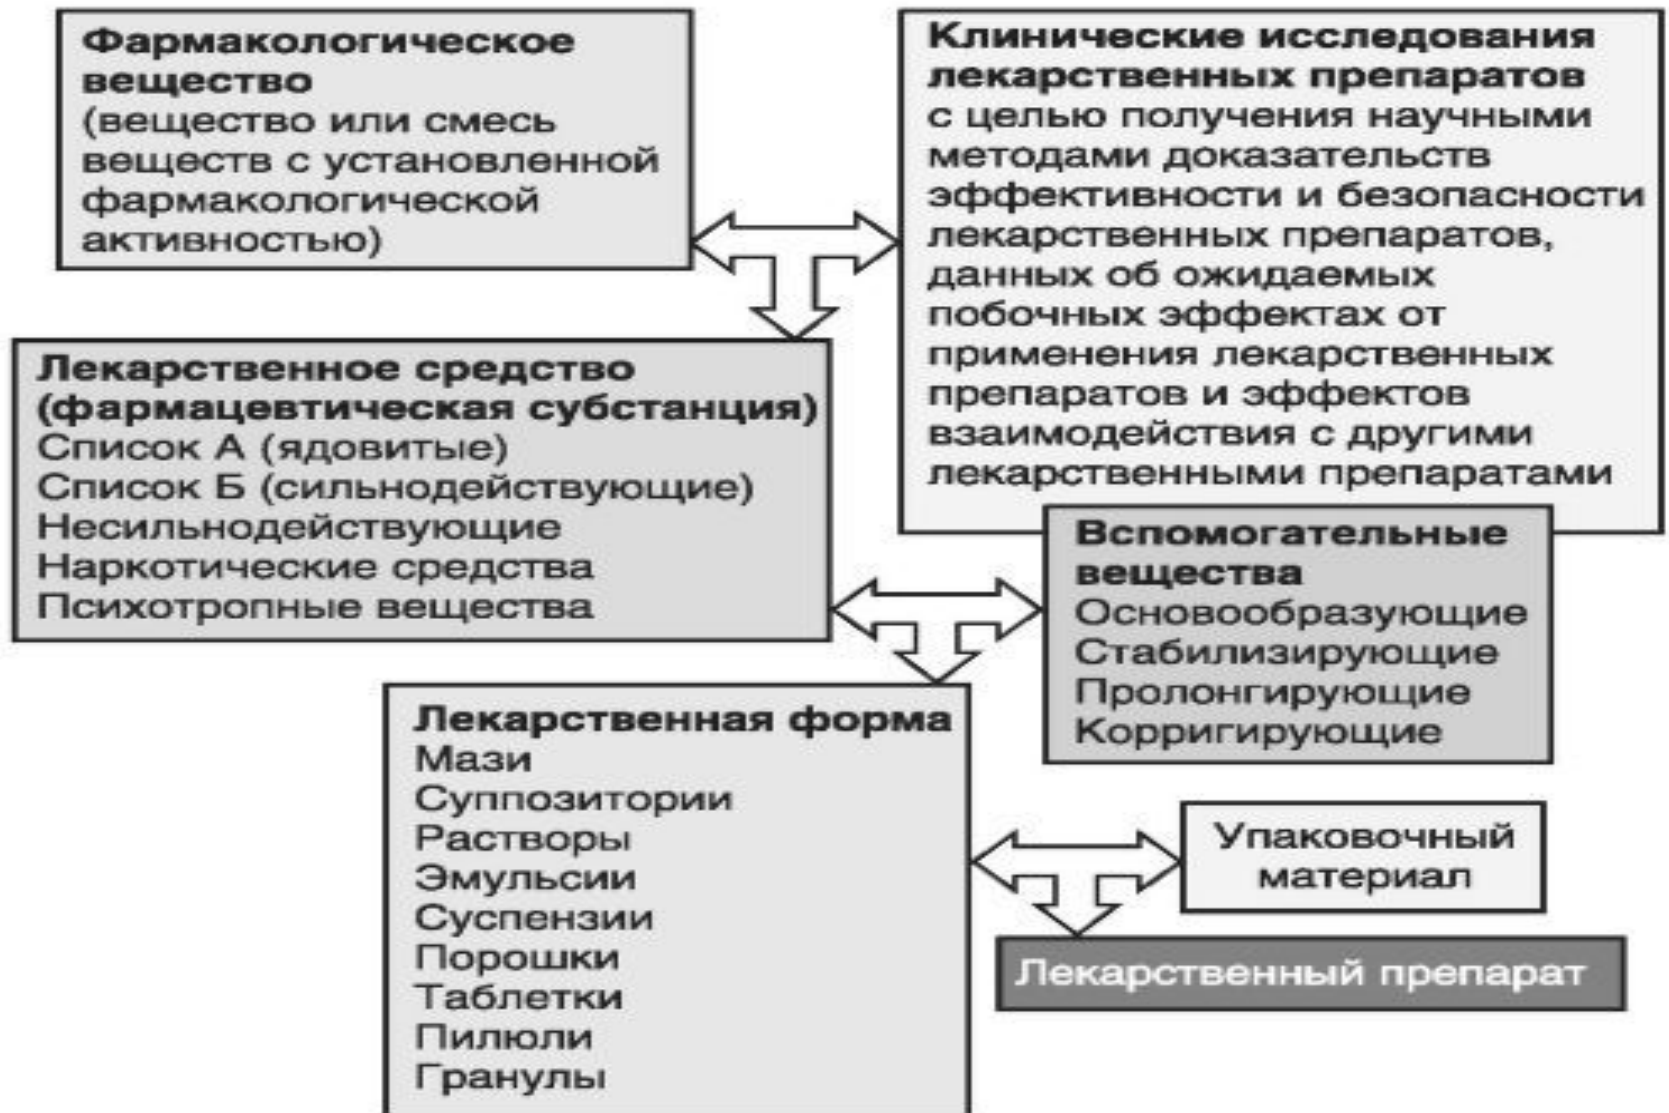 Фармакологическое
вещество
(вещество или смесь
веществ с установленной
фармакологической
активностью)
Клинические исследования
лекарственных препаратов
с целью получения научными
методами доказательств
эффективности и безопасности
лекарственных препаратов,
данных об ожидаемых
побочных эффектах от
применения лекарственных
препаратов и эффектов
взаимодействия с другими
лекарственными препаратами
Лекарственное средство
(фармацевтическая субстанция)
Список А (ядовитые)
Список Б (сильнодействующие)
Несильнодействующие
Наркотические средства
Психотропные вещества
Вспомогательные
вещества
Основообразующие
Стабилизирующие
Пролонгирующие
Корригирующие
Лекарственная форма
Мази
Суппозитории
Растворы
Эмульсии
Суспензии
Порошки
Таблетки
Пилюли
Гранулы
Упаковочный
материал
Лекарственный препарат